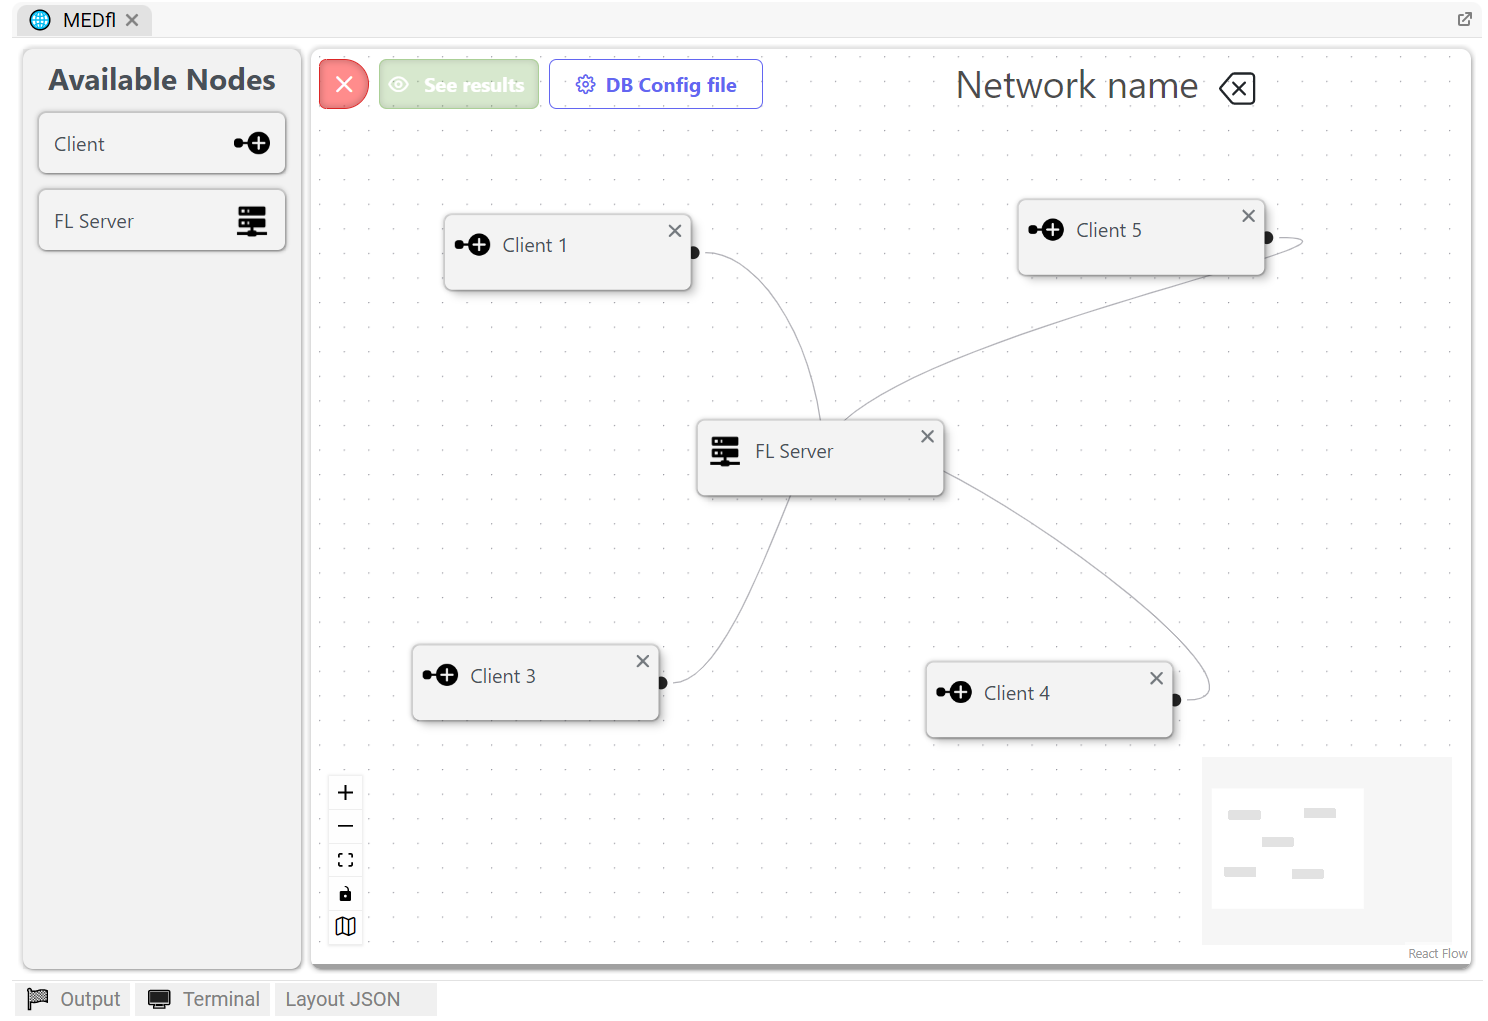 MEDfl
Available Nodes
Client
FL Server
See results
DB Config file
Network name
Client 1
Client 5
FL Server
Client 3
Client 4
React Flow
Output
Terminal
Layout JSON